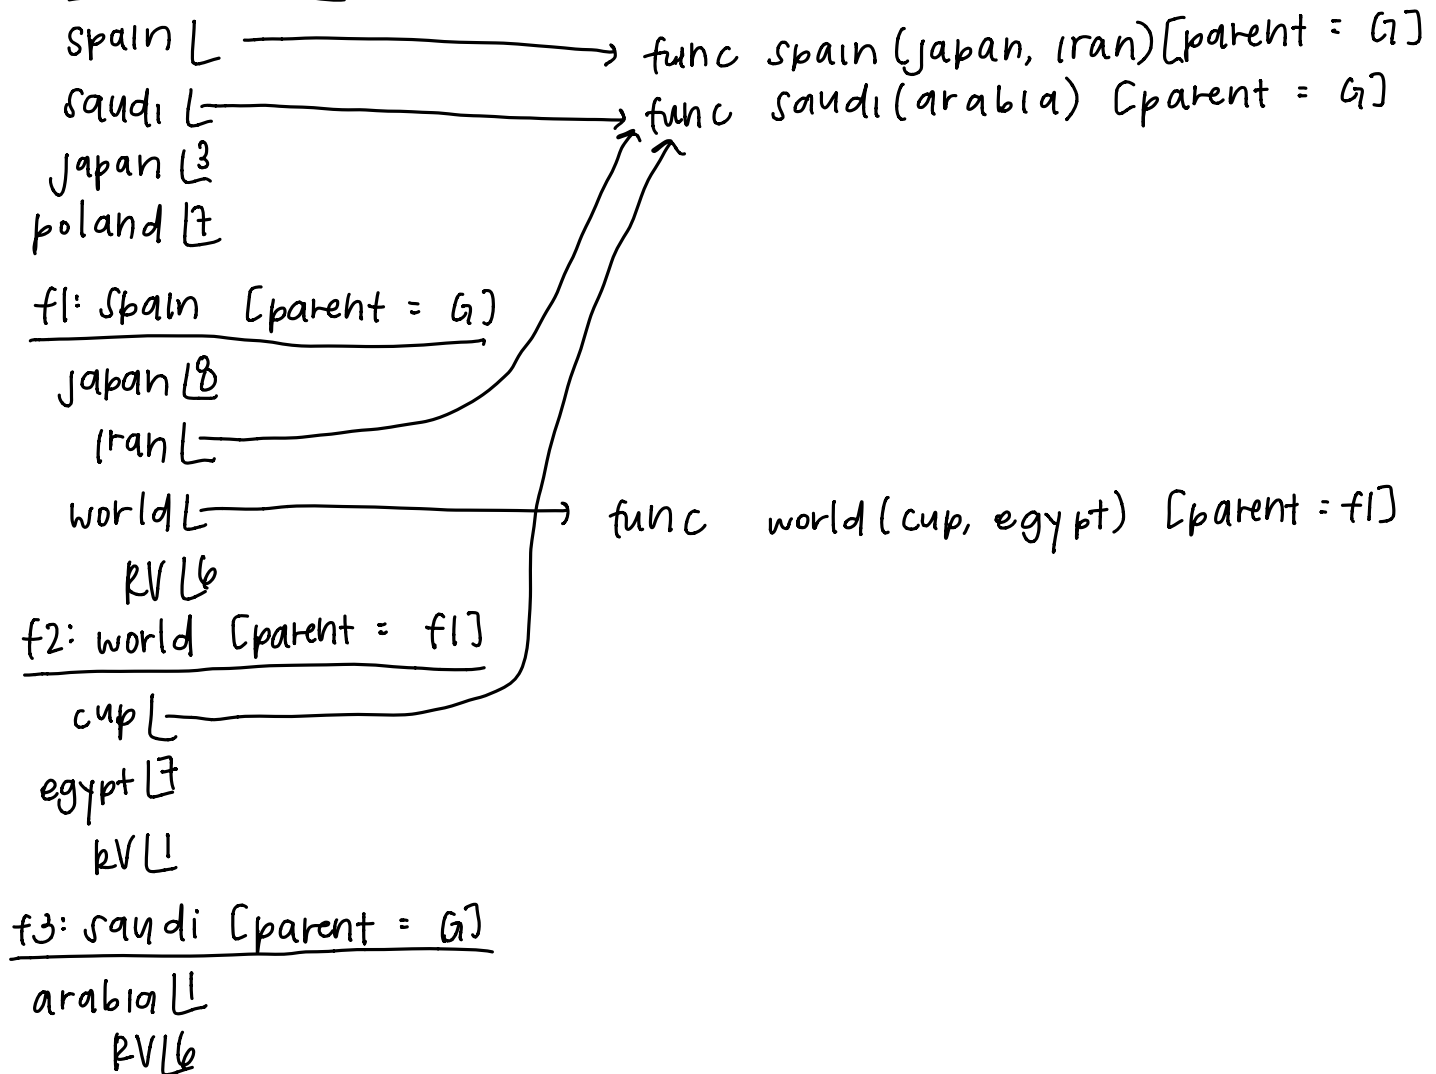 spain func spain (japan, iran) [parent = G]
saudi func saudi (arabia) [parent = G]
japan 3
poland 7
f1: spain [parent = G]
japan 8
iran
world func world (cup, egypt) [parent = f1]
RV 6
f2: world [parent = f1]
cup
egypt 7
RV 1
f3: saudi [parent = G]
arabia 1
RV 6